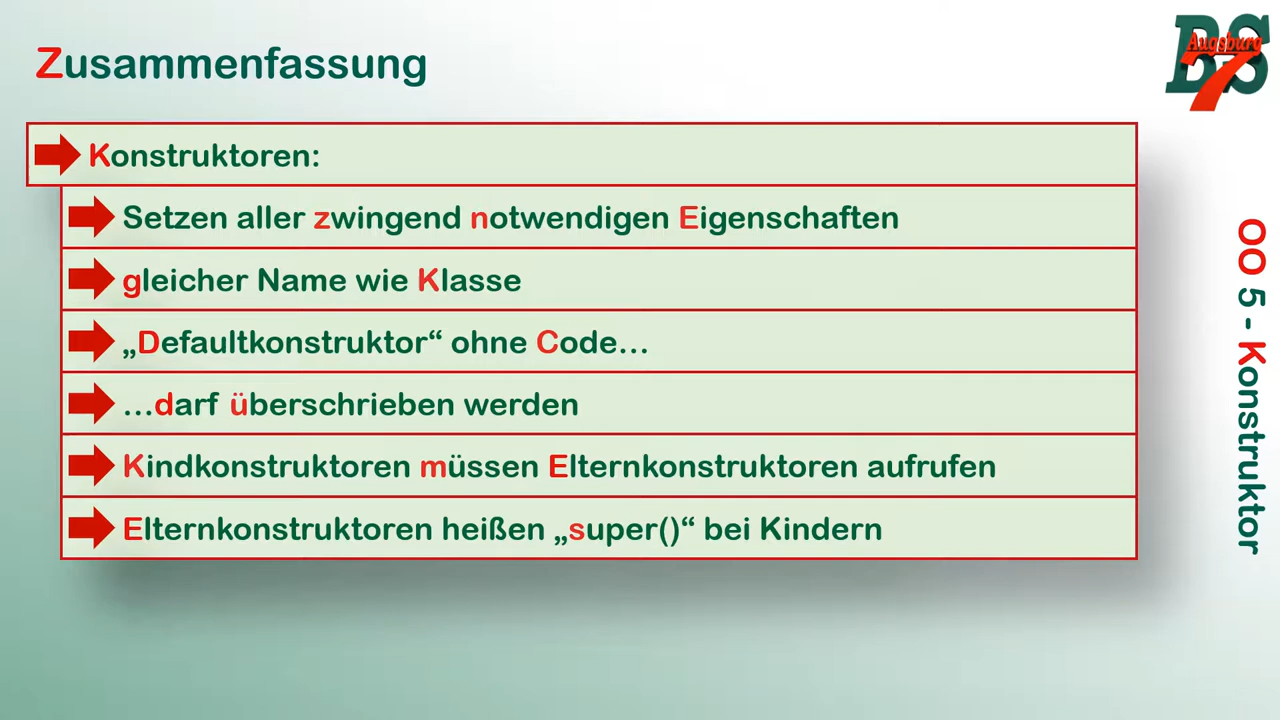 Zusammenfassung
Konstruktoren:
Setzen aller zwingend notwendigen Eigenschaften
gleicher Name wie Klasse
„Defaultkonstruktor“ ohne Code...
...darf überschrieben werden
Kindkonstruktoren müssen Elternkonstruktoren aufrufen
Elternkonstruktoren heißen „super()“ bei Kindern
OO 5 - Konstruktor
BS
Augsburg
7